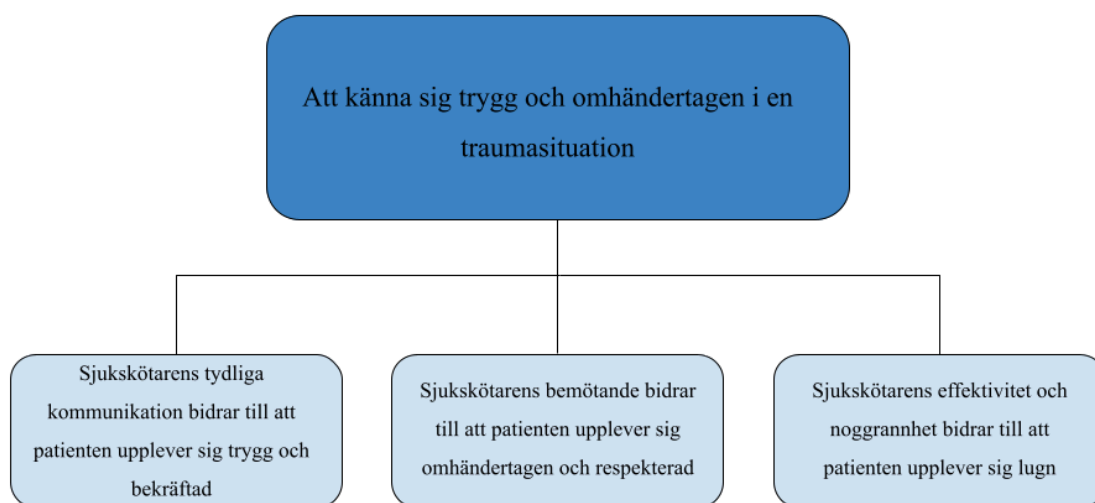 Att känna sig trygg och omhändertagen i en
traumasituation
Sjukskötarens tydliga
kommunikation bidrar till att
patienten upplever sig trygg och
bekräftad
Sjukskötarens bemötande bidrar
till att patienten upplever sig
omhändertagen och respekterad
Sjukskötarens effektivitet och
noggrannhet bidrar till att
patienten upplever sig lugn